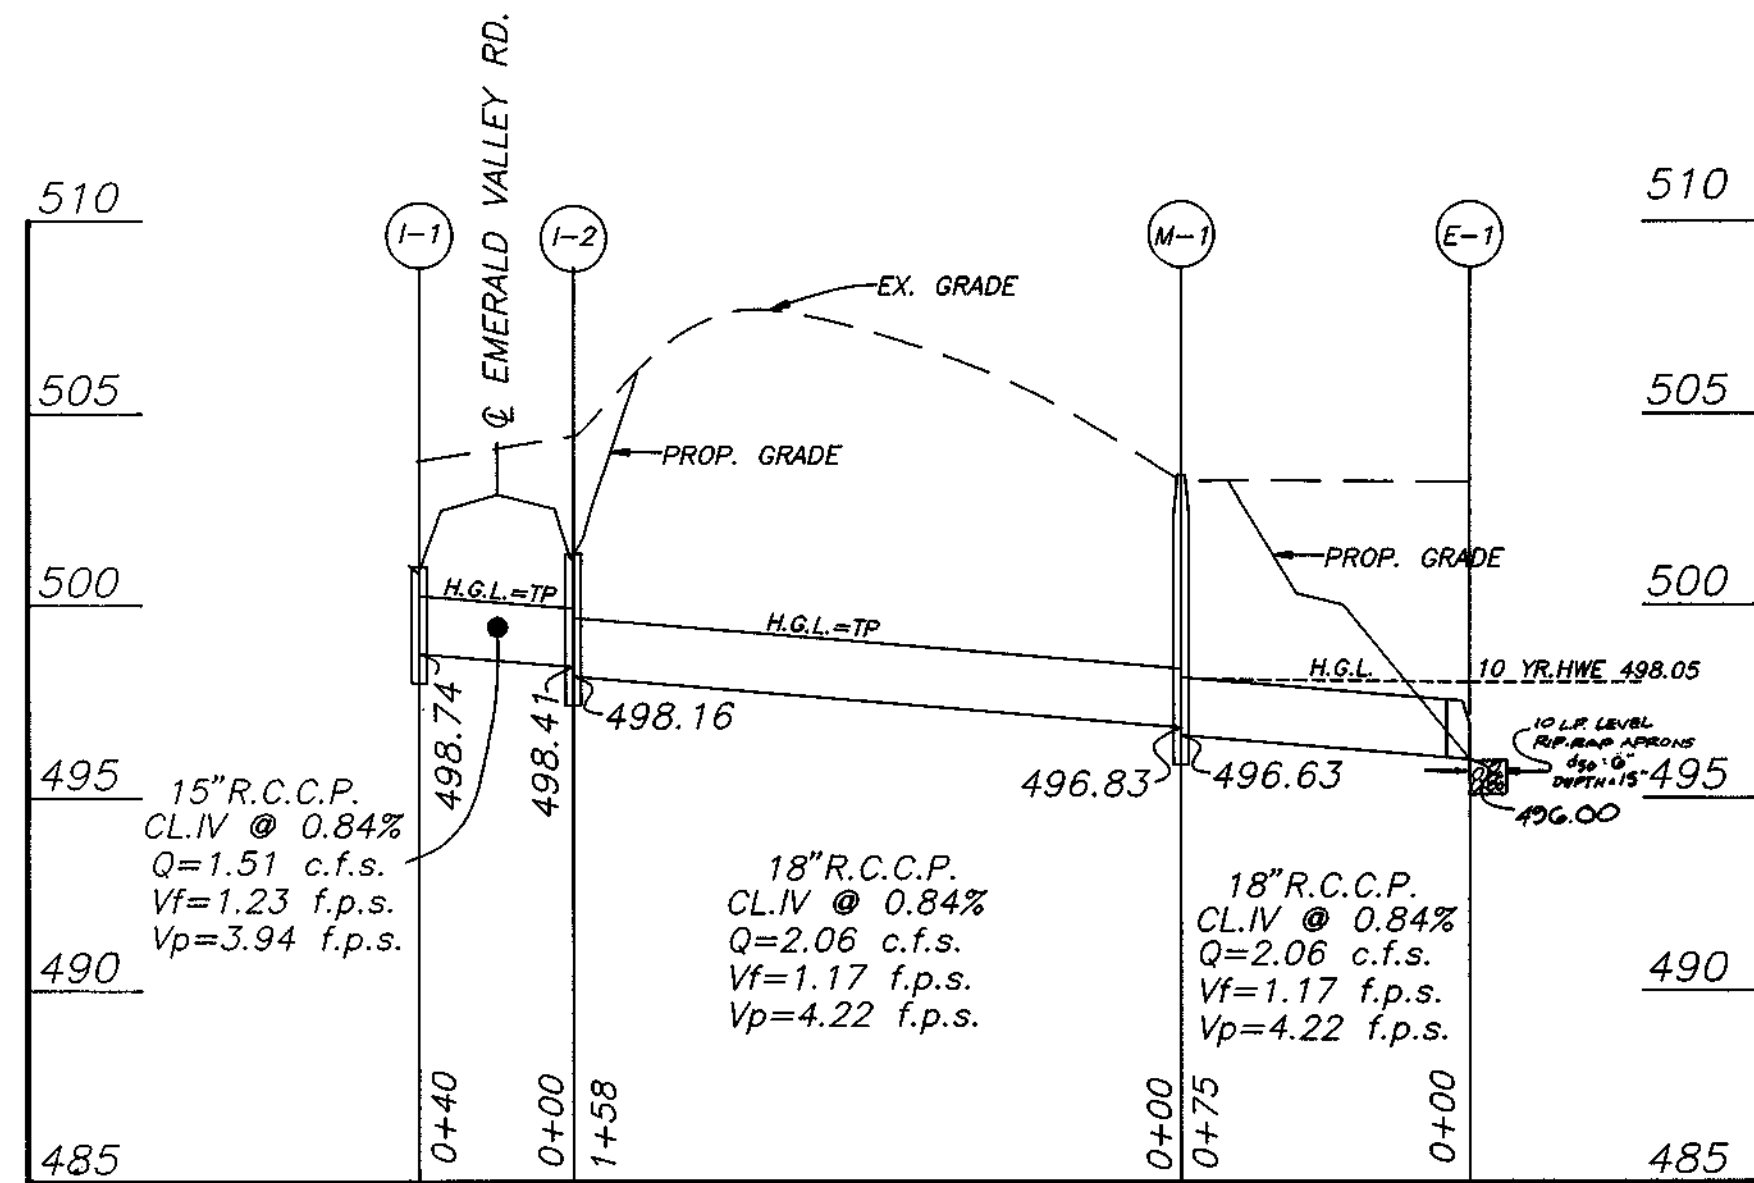 ℄ EMERALD VALLEY RD.
510
510
I-1
I-2
M-1
E-1
EX. GRADE
505
505
PROP. GRADE
PROP. GRADE
500
500
H.G.L.=TP
H.G.L.=TP
H.G.L.
10 YR.HWE 498.05
498.74
498.41
498.16
496.83
496.63
10 L.F. LEVEL
RIP-RAP APRONS
d50 = 6"
DEPTH = 15"
496.00
495
495
15"R.C.C.P.
CL.IV @ 0.84%
Q=1.51 c.f.s.
Vf=1.23 f.p.s.
Vp=3.94 f.p.s.
18"R.C.C.P.
CL.IV @ 0.84%
Q=2.06 c.f.s.
Vf=1.17 f.p.s.
Vp=4.22 f.p.s.
18"R.C.C.P.
CL.IV @ 0.84%
Q=2.06 c.f.s.
Vf=1.17 f.p.s.
Vp=4.22 f.p.s.
490
490
0+40
0+00
1+58
0+00
0+75
0+00
485
485